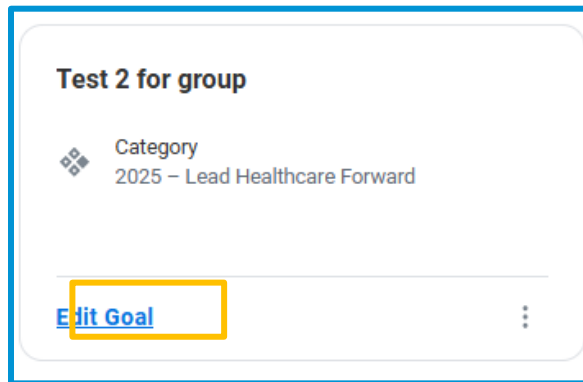 Test 2 for group
Category
2025 – Lead Healthcare Forward
Edit Goal